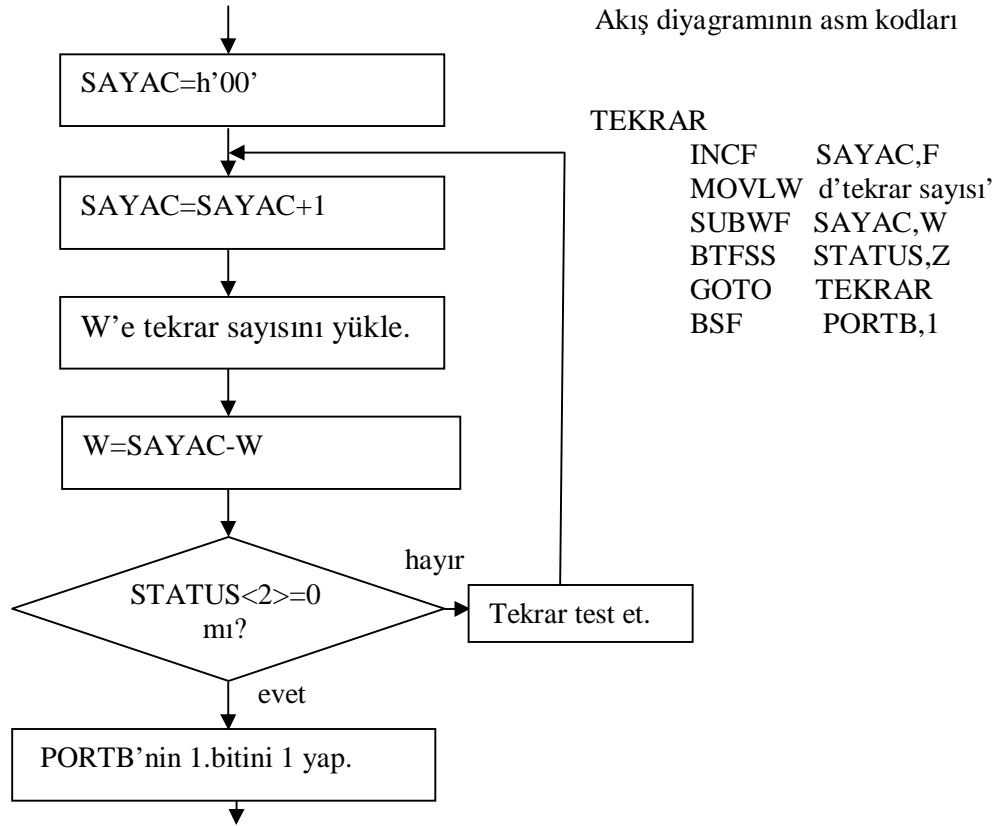 Akış diyagramının asm kodları
SAYAC=h’00’
SAYAC=SAYAC+1
W’e tekrar sayısını yükle.
W=SAYAC-W
STATUS<2>=0
mı?
hayır
Tekrar test et.
evet
PORTB’nin 1.bitini 1 yap.
TEKRAR
INCF SAYAC,F
MOVLW d’tekrar sayısı’
SUBWF SAYAC,W
BTFSS STATUS,Z
GOTO TEKRAR
BSF PORTB,1